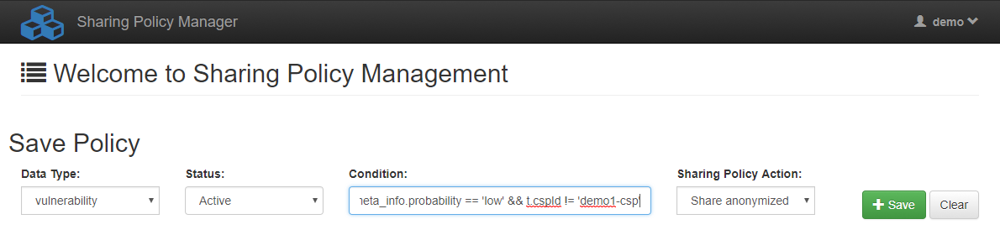 Sharing Policy Manager
demo
Welcome to Sharing Policy Management
Save Policy
Data Type: Status: Condition: Sharing Policy Action:
vulnerability Active neta_info.probability == 'low' && t.cspId != 'demo1-csp' Share anonymized Save Clear